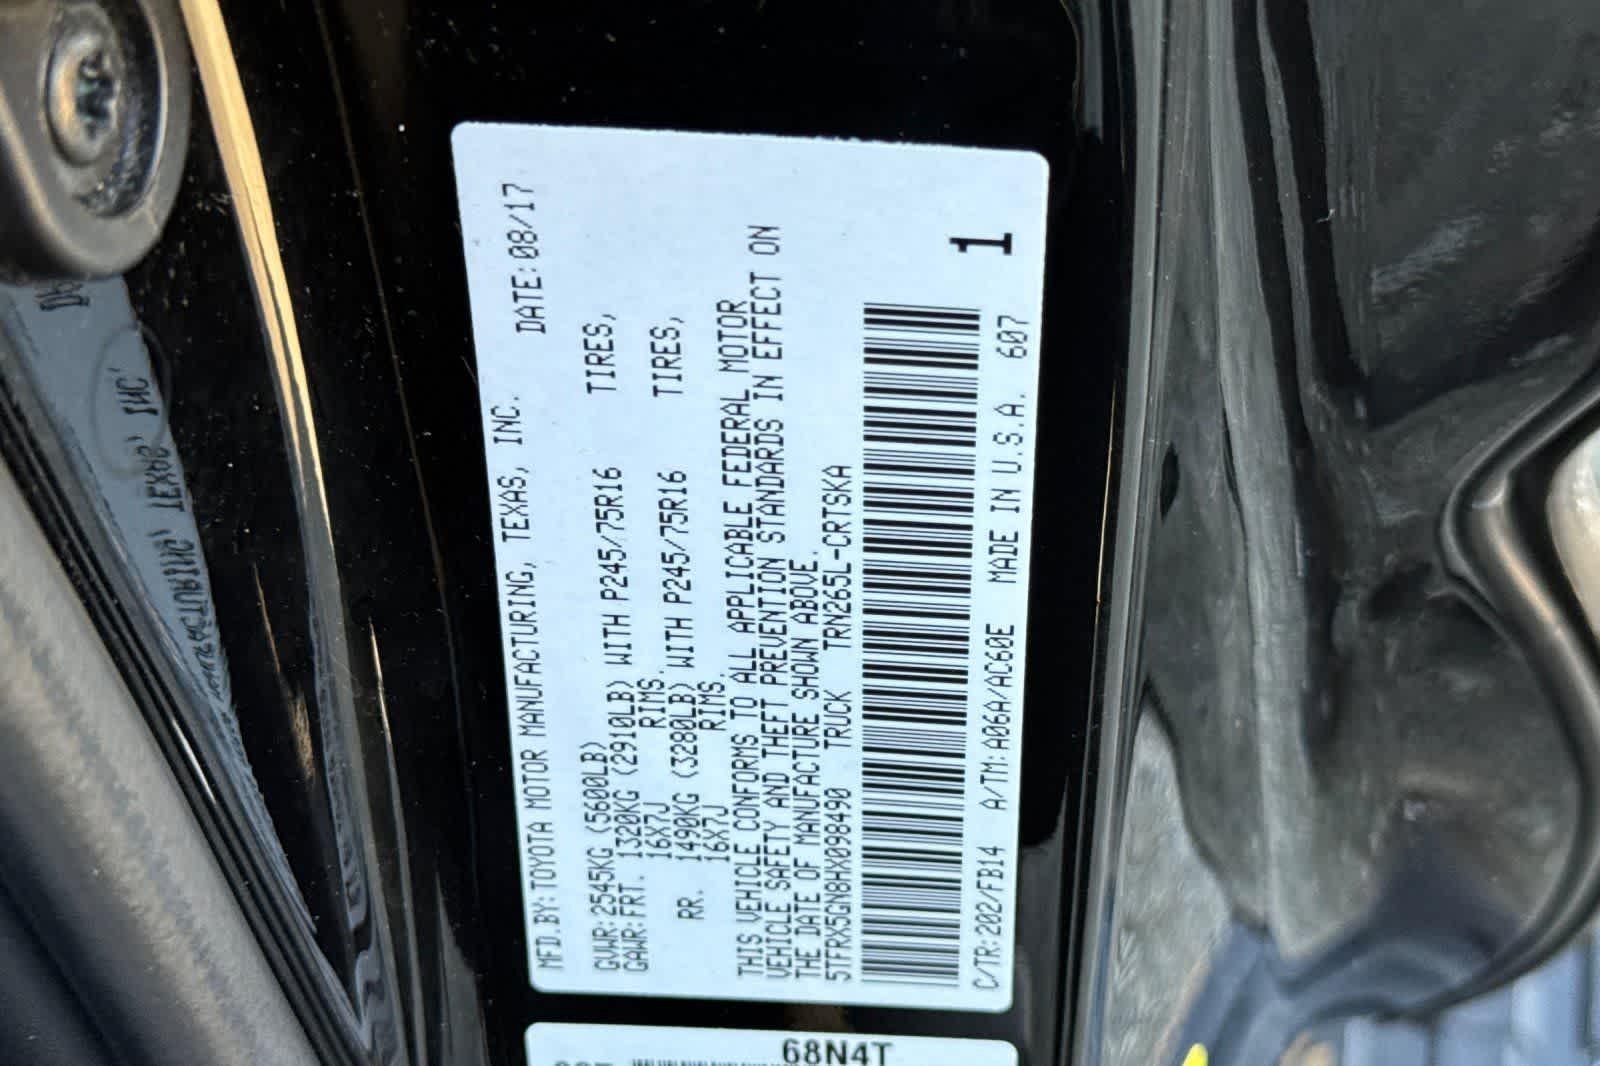 MFD.BY:TOYOTA MOTOR MANUFACTURING, TEXAS, INC. DATE:08/17
GVWR:2545KG (5600LB)
GAWR:FRT. 1320KG (2910LB) WITH P245/75R16 TIRES,
16X7J RIMS.
RR. 1490KG (3280LB) WITH P245/75R16 TIRES,
16X7J RIMS.
THIS VEHICLE CONFORMS TO ALL APPLICABLE FEDERAL MOTOR
VEHICLE SAFETY AND THEFT PREVENTION STANDARDS IN EFFECT ON
THE DATE OF MANUFACTURE SHOWN ABOVE.
5TFRX5GN8HX098490 TRUCK TRN265L-CRTSKA
1
C/TR:202/FB14 A/TM:A06A/AC60E MADE IN U.S.A. 607
68N4T